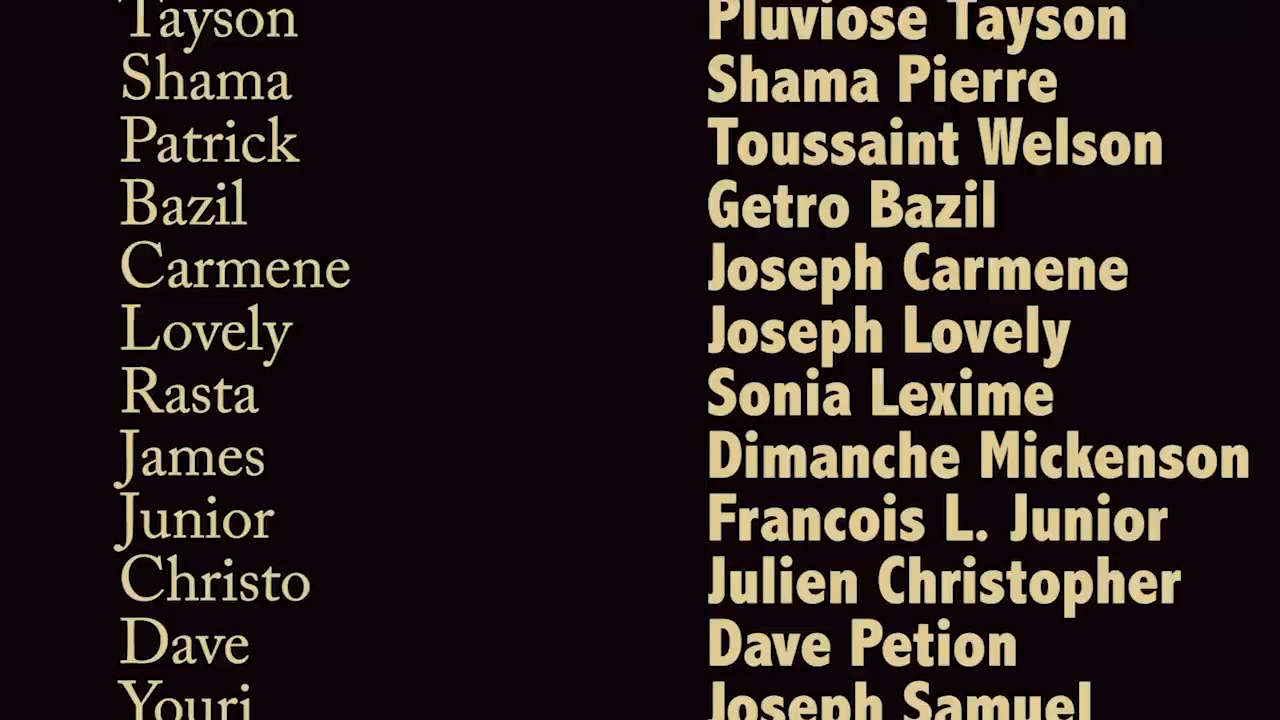 Tayson Pluviose Tayson
Shama Shama Pierre
Patrick Toussaint Welson
Bazil Getro Bazil
Carmene Joseph Carmene
Lovely Joseph Lovely
Rasta Sonia Lexime
James Dimanche Mickenson
Junior Francois L. Junior
Christo Julien Christopher
Dave Dave Petion
Youri Joseph Samuel